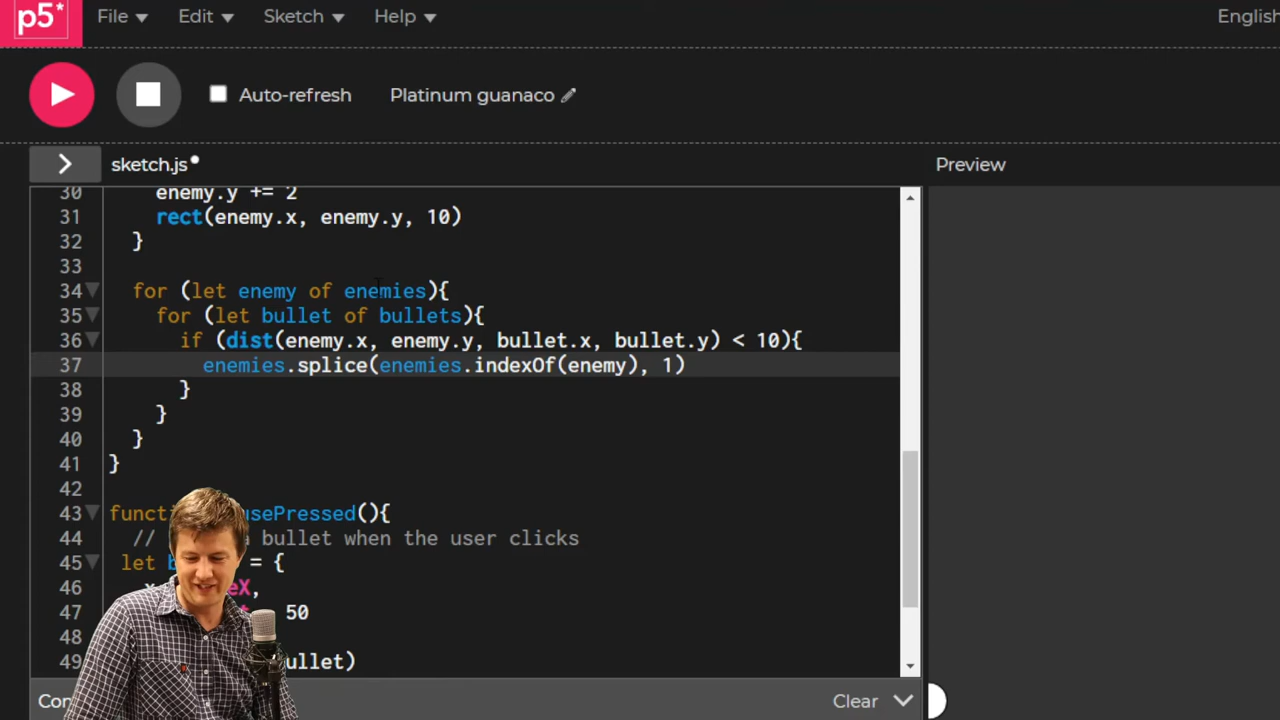 p5* File Edit Sketch Help English
Auto-refresh Platinum guanaco
> sketch.js Preview
30 enemy.y += 2
31 rect(enemy.x, enemy.y, 10)
32 }
33
34 for (let enemy of enemies){
35 for (let bullet of bullets){
36 if (dist(enemy.x, enemy.y, bullet.x, bullet.y) < 10){
37 enemies.splice(enemies.indexOf(enemy), 1)
38 }
39 }
40 }
41 }
42
43 functi usePressed(){
44 // a bullet when the user clicks
45 let b = {
46 x eX,
47 50
48
49 ullet)
Con Clear